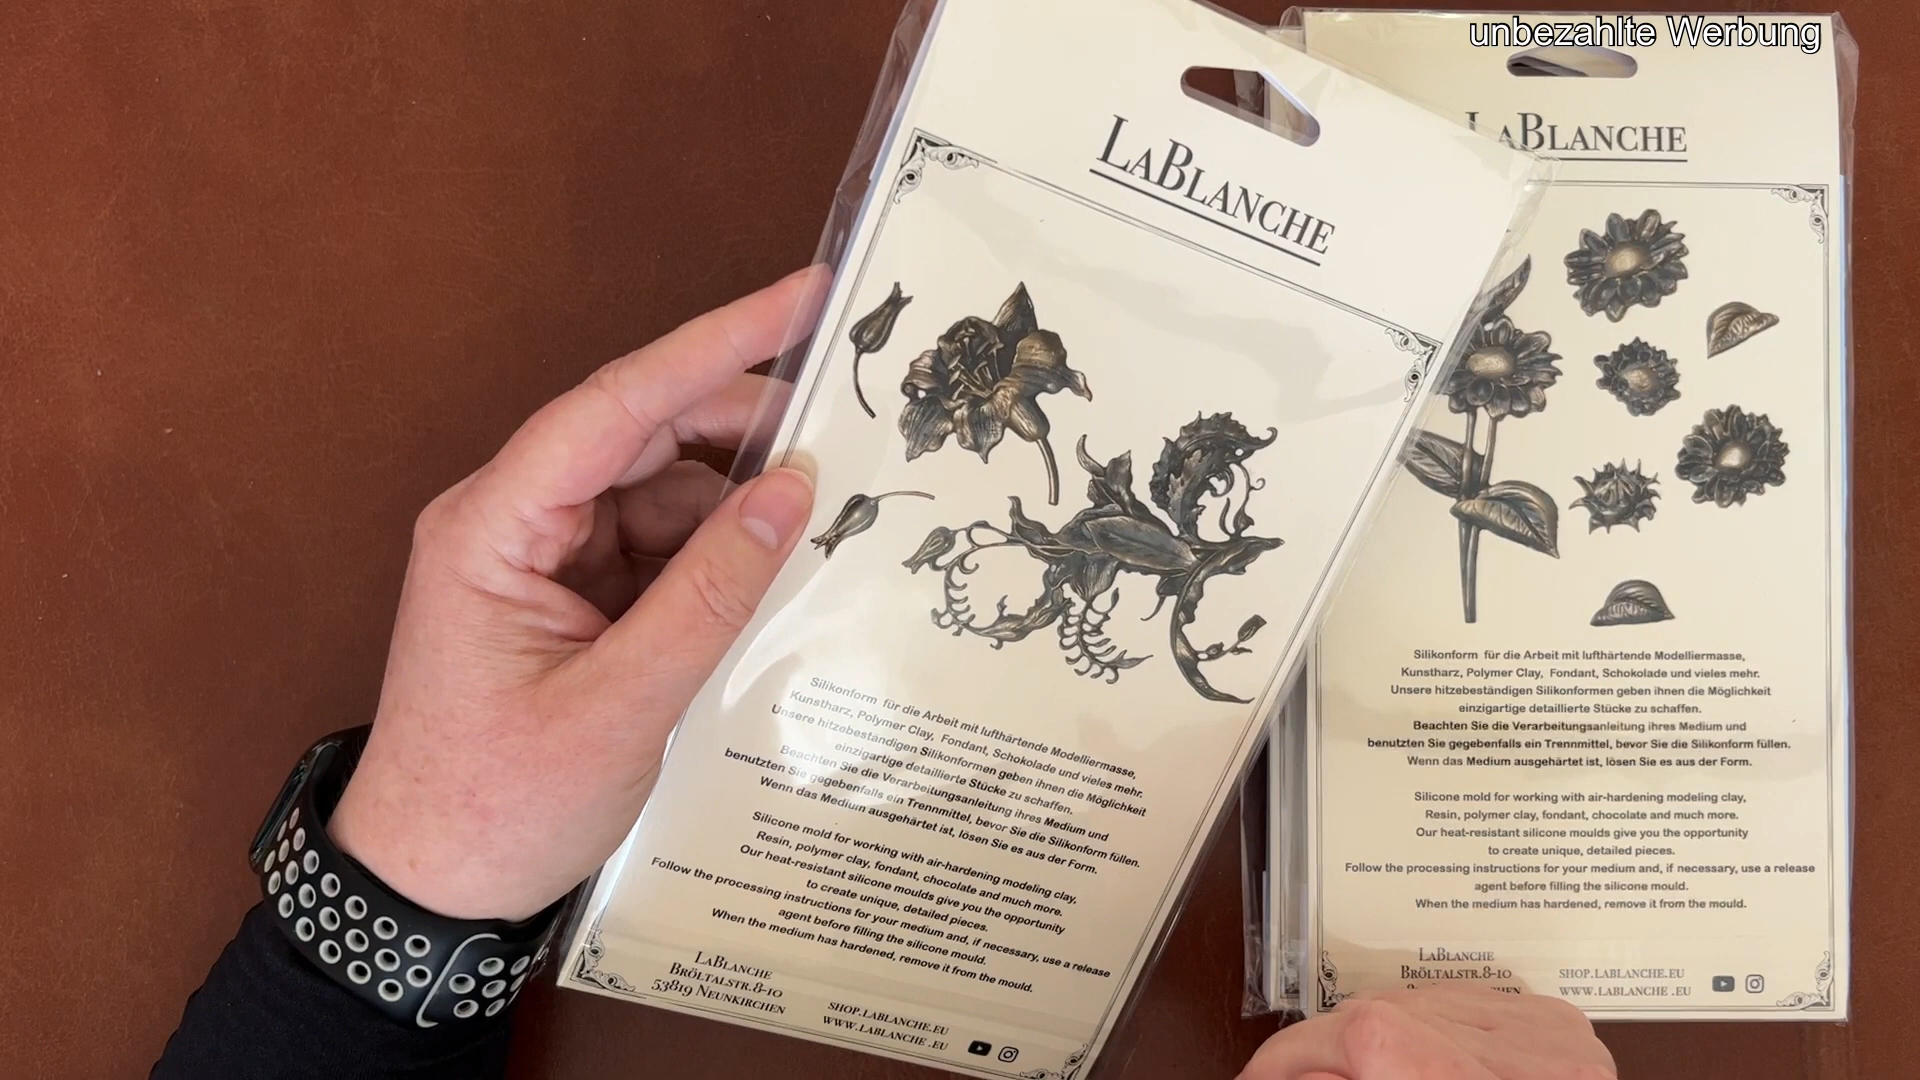 unbezahlte Werbung
LABLANCHE
Silikonform für die Arbeit mit lufthärtende Modelliermasse,
Kunstharz, Polymer Clay, Fondant, Schokolade und vieles mehr.
Unsere hitzebeständigen Silikonformen geben ihnen die Möglichkeit
einzigartige detaillierte Stücke zu schaffen.
Beachten Sie die Verarbeitungsanleitung ihres Medium und
benutzten Sie gegebenfalls ein Trennmittel, bevor Sie die Silikonform füllen.
Wenn das Medium ausgehärtet ist, lösen Sie es aus der Form.
Silicone mold for working with air-hardening modeling clay,
Resin, polymer clay, fondant, chocolate and much more.
Our heat-resistant silicone moulds give you the opportunity
to create unique, detailed pieces.
Follow the processing instructions for your medium and, if necessary, use a release
agent before filling the silicone mould.
When the medium has hardened, remove it from the mould.
LABLANCHE
BRÖLTALSTR.8-10
53819 NEUNKIRCHEN
SHOP.LABLANCHE.EU
WWW.LABLANCHE .EU
LABLANCHE
Silikonform für die Arbeit mit lufthärtende Modelliermasse,
Kunstharz, Polymer Clay, Fondant, Schokolade und vieles mehr.
Unsere hitzebeständigen Silikonformen geben ihnen die Möglichkeit
einzigartige detaillierte Stücke zu schaffen.
Beachten Sie die Verarbeitungsanleitung ihres Medium und
benutzten Sie gegebenfalls ein Trennmittel, bevor Sie die Silikonform füllen.
Wenn das Medium ausgehärtet ist, lösen Sie es aus der Form.
Silicone mold for working with air-hardening modeling clay,
Resin, polymer clay, fondant, chocolate and much more.
Our heat-resistant silicone moulds give you the opportunity
to create unique, detailed pieces.
Follow the processing instructions for your medium and, if necessary, use a release
agent before filling the silicone mould.
When the medium has hardened, remove it from the mould.
LABLANCHE
BRÖLTALSTR.8-10
SHOP.LABLANCHE.EU
WWW.LABLANCHE .EU